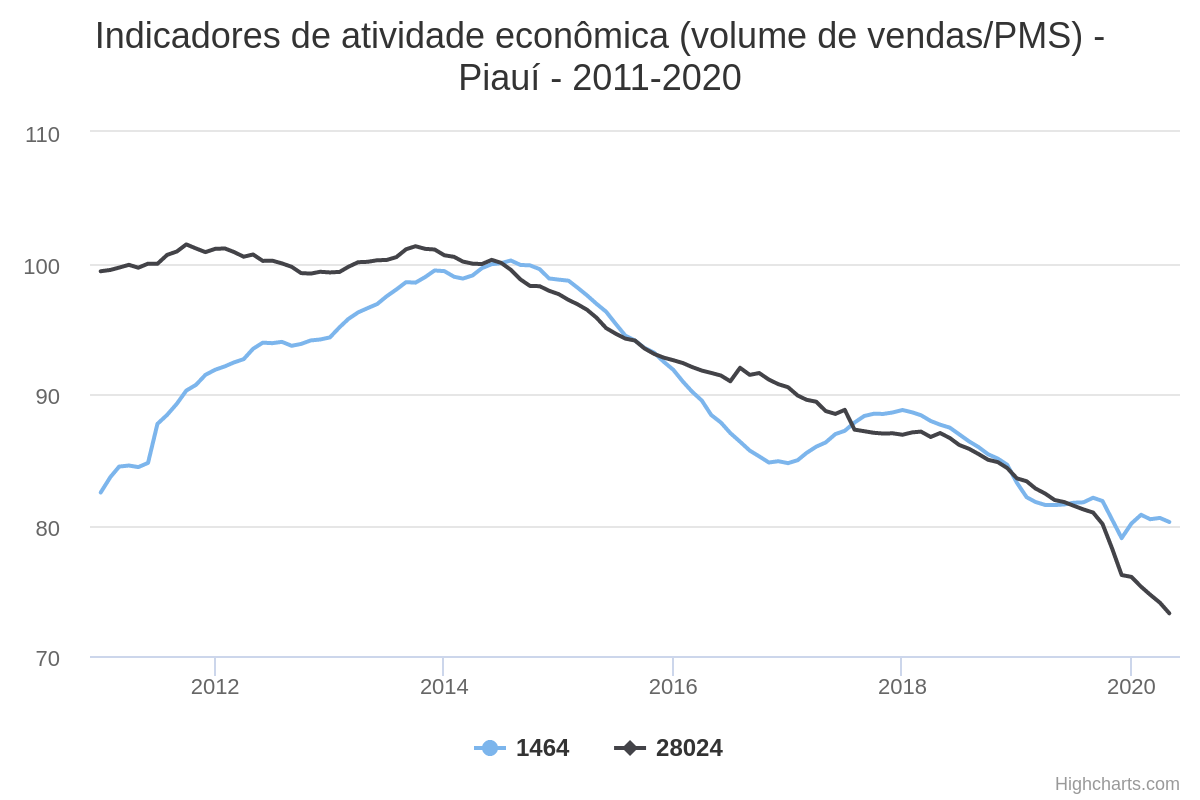 Indicadores de atividade econômica (volume de vendas/PMS) -
Piauí - 2011-2020
110
100
90
80
70
2012 2014 2016 2018 2020
1464 28024
Highcharts.com